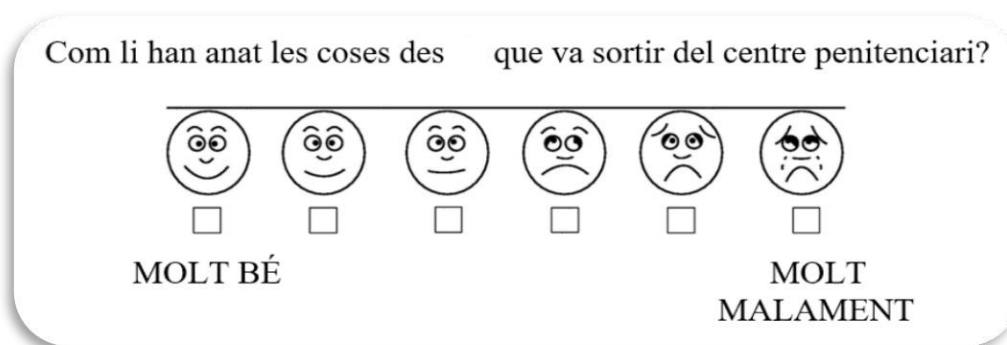 Com li han anat les coses des que va sortir del centre penitenciari?
MOLT BÉ
MOLT
MALAMENT